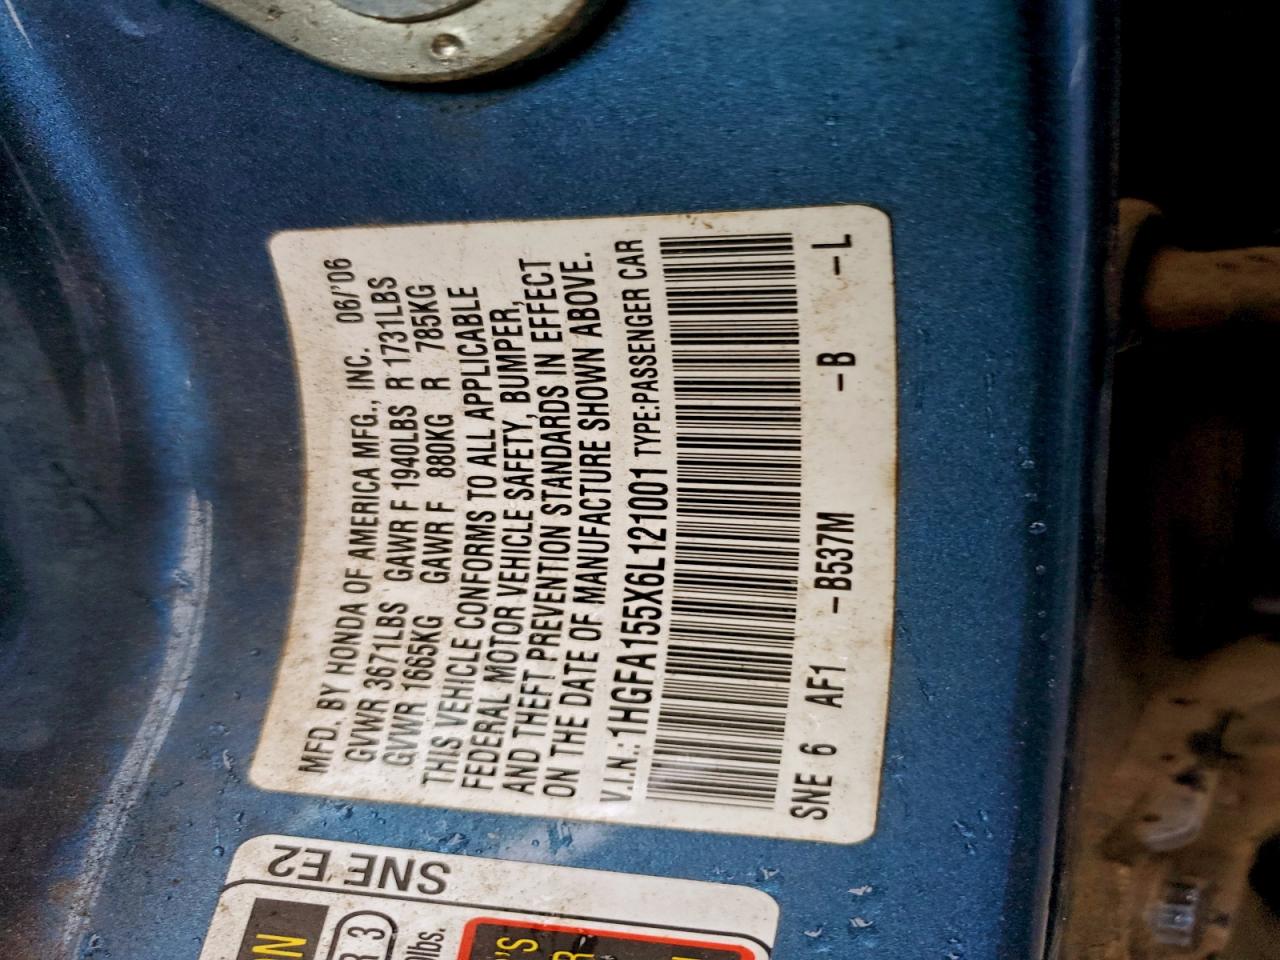 MFD. BY HONDA OF AMERICA MFG., INC. 06/'06
GVWR 3671LBS GAWR F 1940LBS R 1731LBS
GVWR 1665KG GAWR F 880KG R 785KG
THIS VEHICLE CONFORMS TO ALL APPLICABLE
FEDERAL MOTOR VEHICLE SAFETY, BUMPER,
AND THEFT PREVENTION STANDARDS IN EFFECT
ON THE DATE OF MANUFACTURE SHOWN ABOVE.
V.I.N.: 1HGFA155X6L121001 TYPE:PASSENGER CAR
SNE 6 AF1 -B537M -B -L
SNE E2
R 3
lbs.